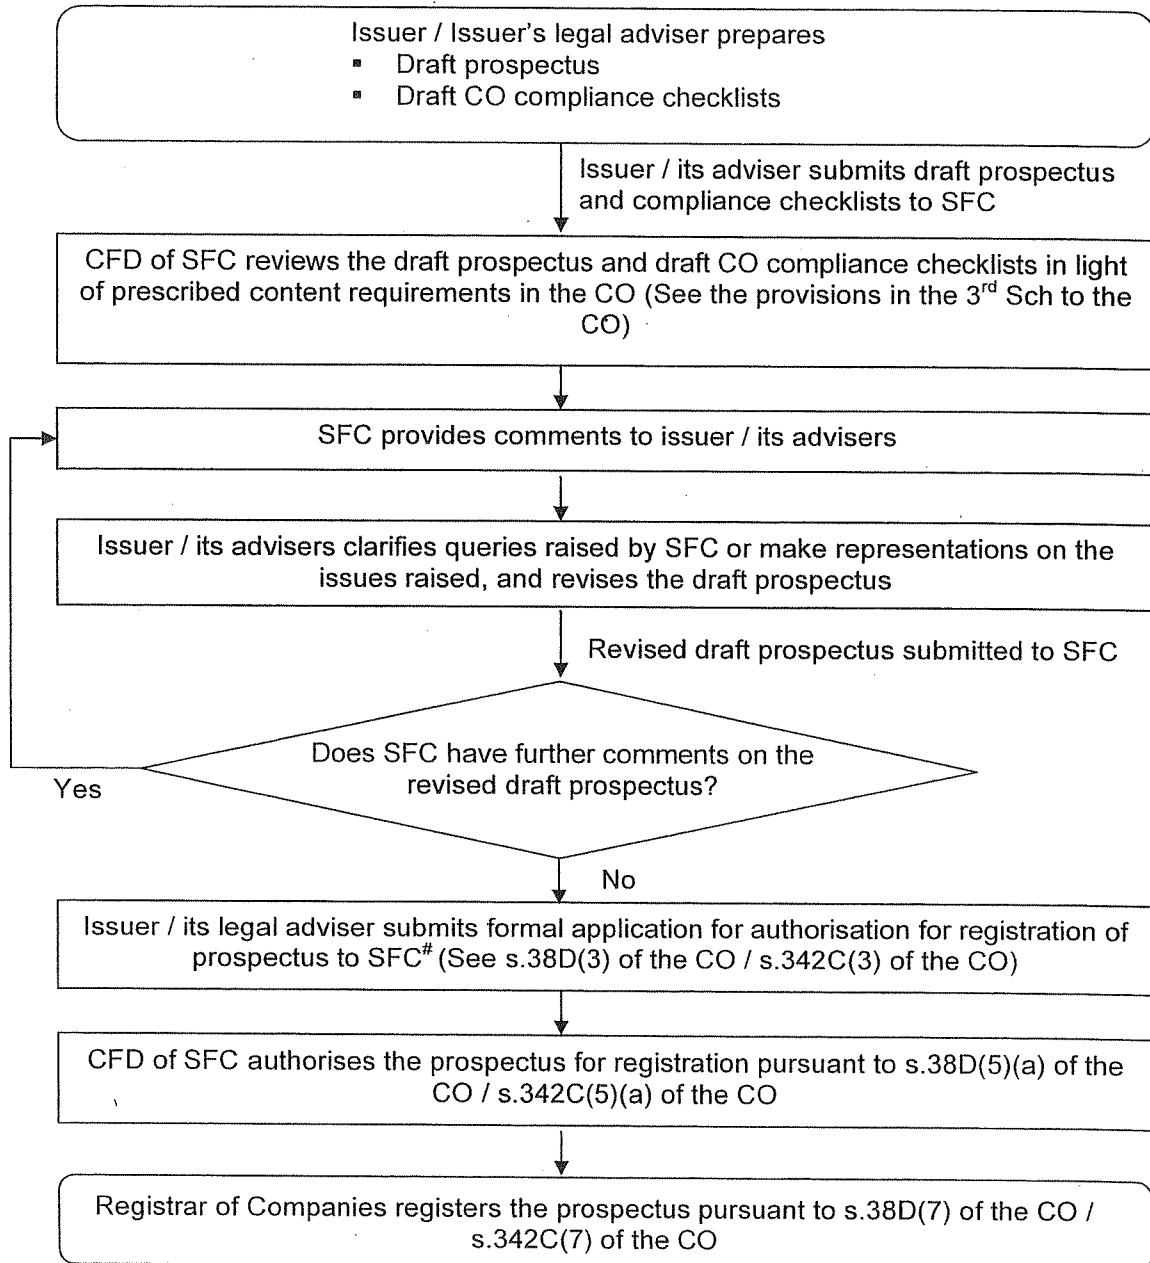 Issuer / Issuer's legal adviser prepares
▪ Draft prospectus
▪ Draft CO compliance checklists
Issuer / its adviser submits draft prospectus
and compliance checklists to SFC
CFD of SFC reviews the draft prospectus and draft CO compliance checklists in light
of prescribed content requirements in the CO (See the provisions in the 3rd Sch to the
CO)
SFC provides comments to issuer / its advisers
Issuer / its advisers clarifies queries raised by SFC or make representations on the
issues raised, and revises the draft prospectus
Revised draft prospectus submitted to SFC
Does SFC have further comments on the
revised draft prospectus?
Yes
No
Issuer / its legal adviser submits formal application for authorisation for registration of
prospectus to SFC# (See s.38D(3) of the CO / s.342C(3) of the CO)
CFD of SFC authorises the prospectus for registration pursuant to s.38D(5)(a) of the
CO / s.342C(5)(a) of the CO
Registrar of Companies registers the prospectus pursuant to s.38D(7) of the CO /
s.342C(7) of the CO